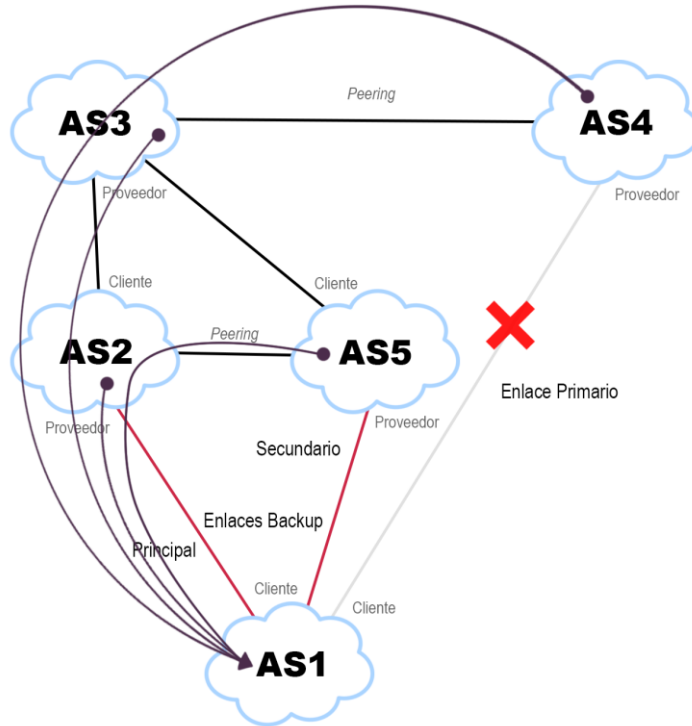 Peering
AS3
AS4
Proveedor
Proveedor
Cliente
Cliente
Peering
AS2
AS5
Enlace Primario
Proveedor
Proveedor
Secundario
Enlaces Backup
Principal
Cliente
Cliente
AS1